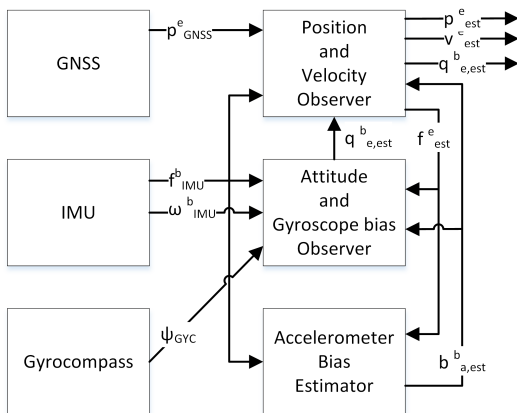 GNSS
p^e_GNSS
Position
and
Velocity
Observer
p^e_est
v^e_est
q^b_e,est
q^b_e,est
f^e_est
IMU
f^b_IMU
ω^b_IMU
Attitude
and
Gyroscope bias
Observer
Gyrocompass
ψ_GYC
Accelerometer
Bias
Estimator
b^b_a,est